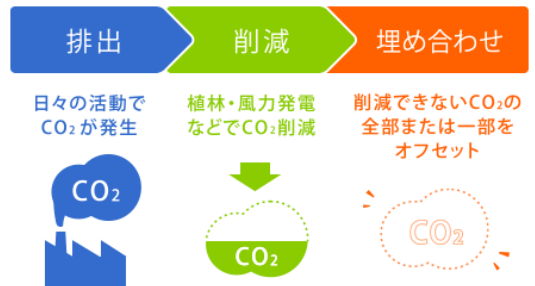 排出
削減
埋め合わせ
日々の活動で
CO₂が発生
植林・風力発電
などでCO₂削減
削減できないCO₂の
全部または一部を
オフセット
CO₂
CO₂
CO₂